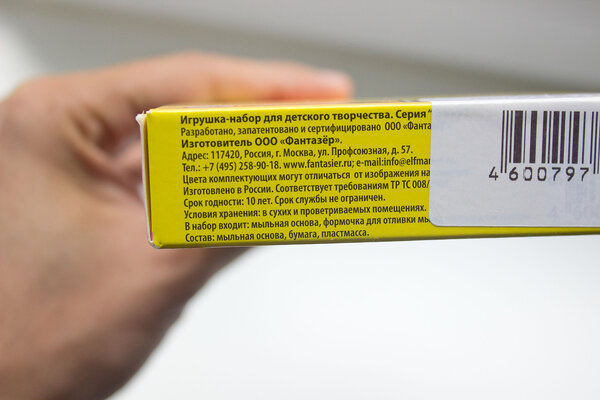 Игрушка-набор для детского творчества. Серия "
Разработано, запатентовано и сертифицировано ООО «Фанта
Изготовитель ООО «Фантазёр».
Адрес: 117420, Россия, г. Москва, ул. Профсоюзная, д. 57.
Тел.: +7 (495) 258-90-18. www.fantasier.ru; e-mail:info@elfmar
Цвета комплектующих могут отличаться от изображения на
Изготовлено в России. Соответствует требованиям ТР ТС 008/
Срок годности: 10 лет. Срок службы не ограничен.
Условия хранения: в сухих и проветриваемых помещениях.
В набор входит: мыльная основа, формочка для отливки мы
Состав: мыльная основа, бумага, пластмасса.
4 600797